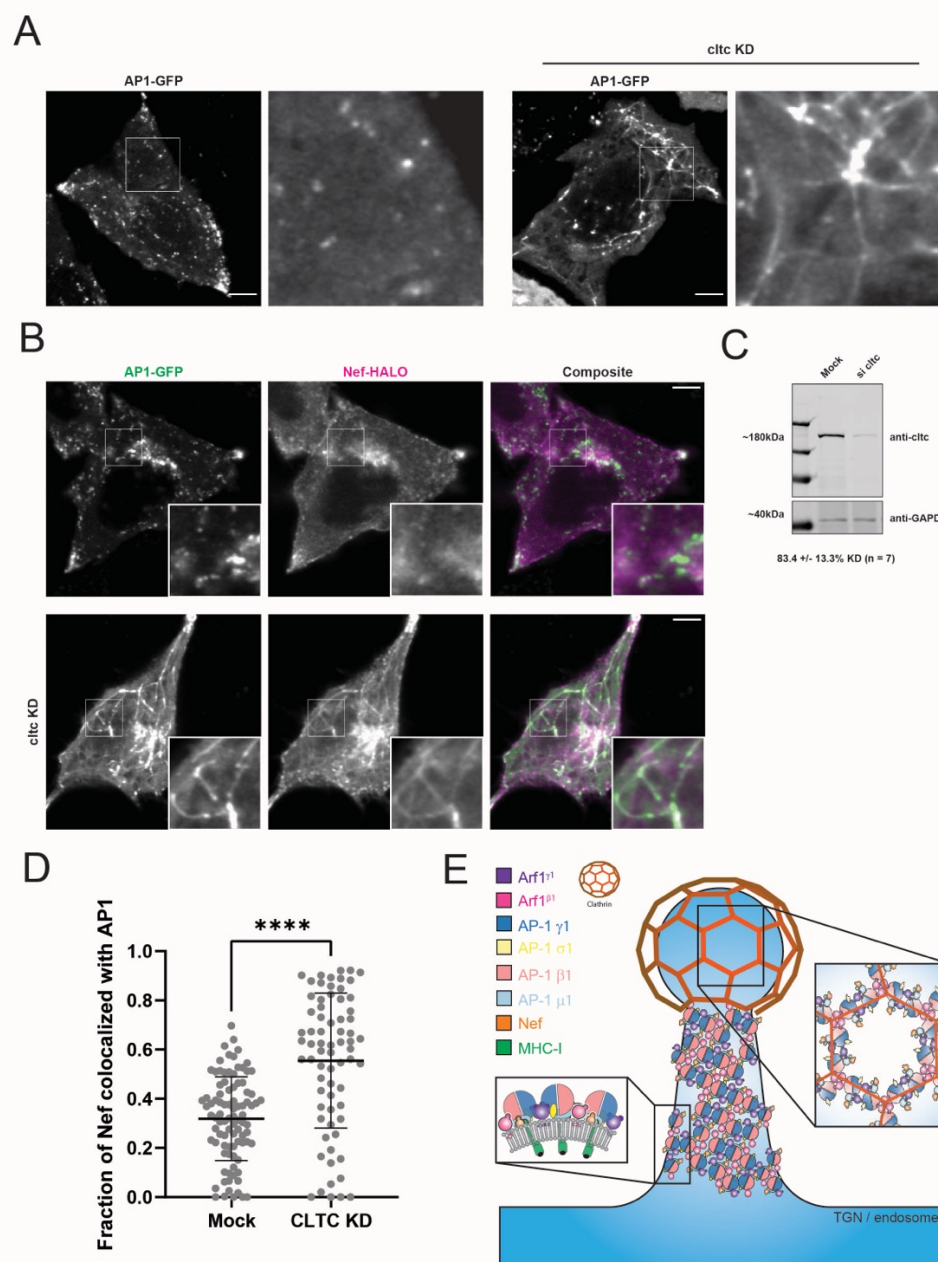 A
cltc KD
AP1-GFP
AP1-GFP
B
AP1-GFP
Nef-HALO
Composite
cltc KD
C
Mock
si cltc
~180kDa
anti-cltc
~40kDa
anti-GAPD
83.4 +/- 13.3% KD (n = 7)
D
Fraction of Nef colocalized with AP1
1.0
0.8
0.6
0.4
0.2
0.0
****
Mock
CLTC KD
E
Arf1γ1
Arf1β1
AP-1 γ1
AP-1 σ1
AP-1 β1
AP-1 μ1
Nef
MHC-I
Clathrin
TGN / endosome